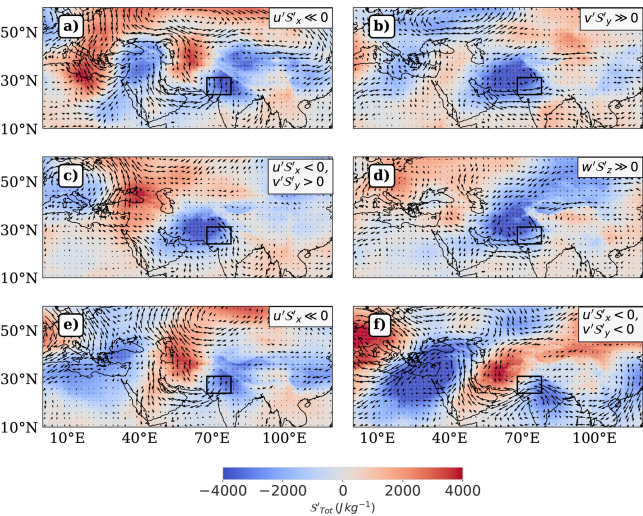 a) u′S′x ≪ 0
b) v′S′y ≫ 0
50°N
30°N
10°N
c) u′S′x < 0,
v′S′y > 0
d) w′S′z ≫ 0
50°N
30°N
10°N
e) u′S′x ≪ 0
f) u′S′x < 0,
v′S′y < 0
50°N
30°N
10°N
10°E 40°E 70°E 100°E 10°E 40°E 70°E 100°E
−4000 −2000 0 2000 4000
S′Tot (J kg−1)